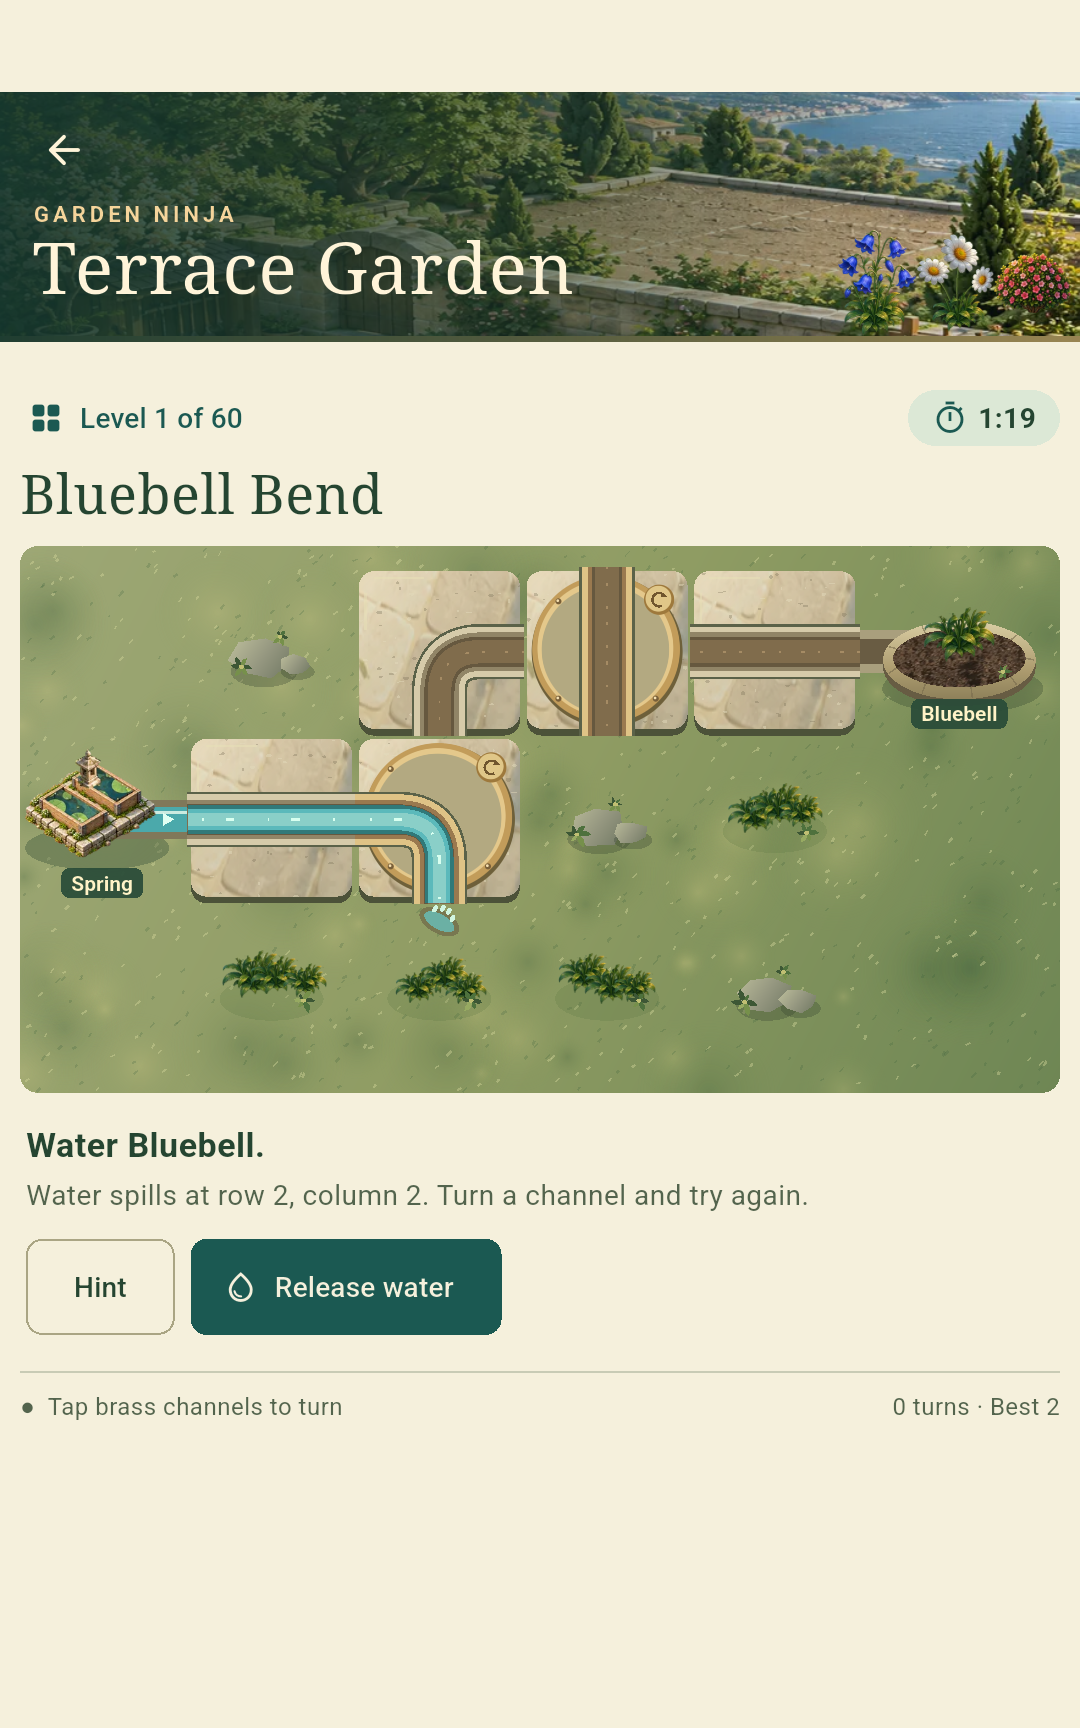 GARDEN NINJA
Terrace Garden
Level 1 of 60
1:19
Bluebell Bend
Bluebell
Spring
Water Bluebell.
Water spills at row 2, column 2. Turn a channel and try again.
Hint
Release water
Tap brass channels to turn
0 turns · Best 2